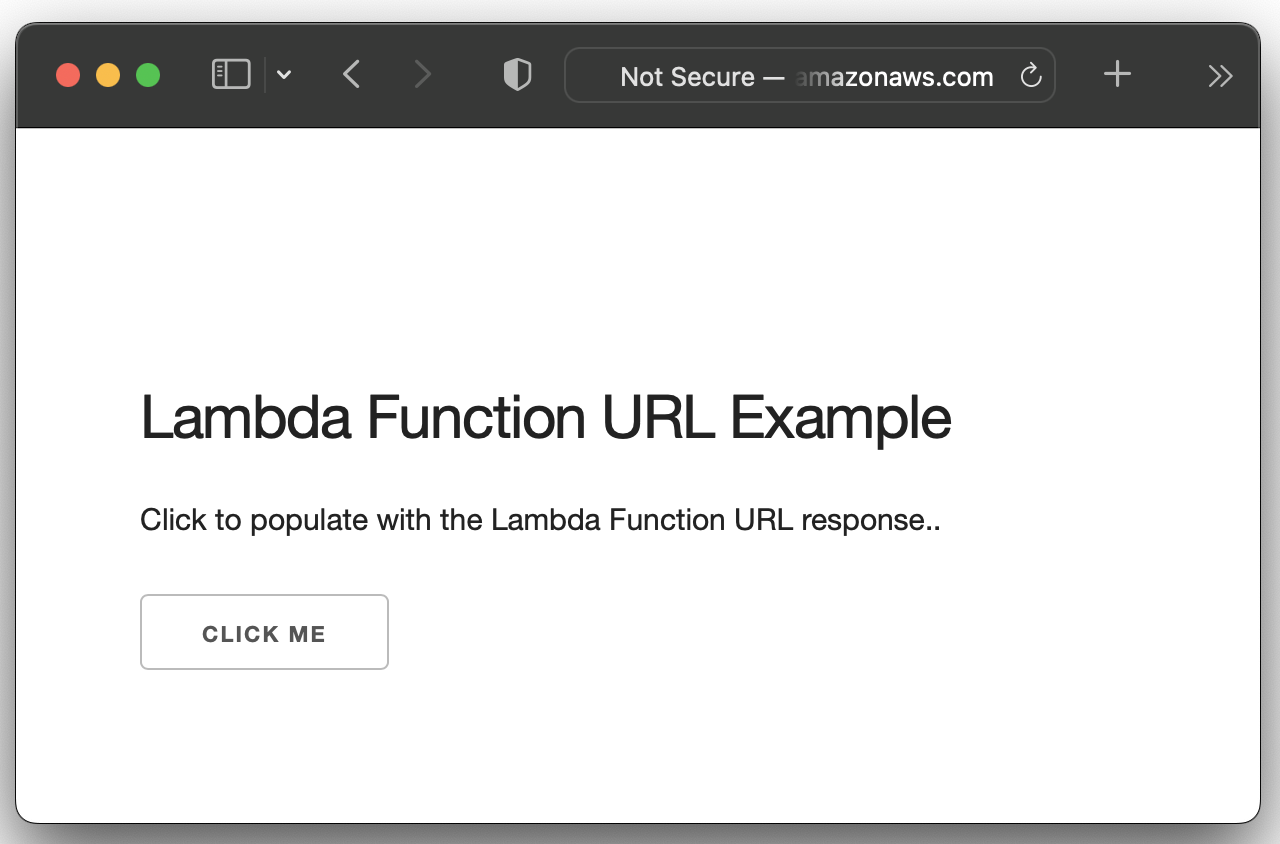 Not Secure — amazonaws.com
Lambda Function URL Example
Click to populate with the Lambda Function URL response..
CLICK ME